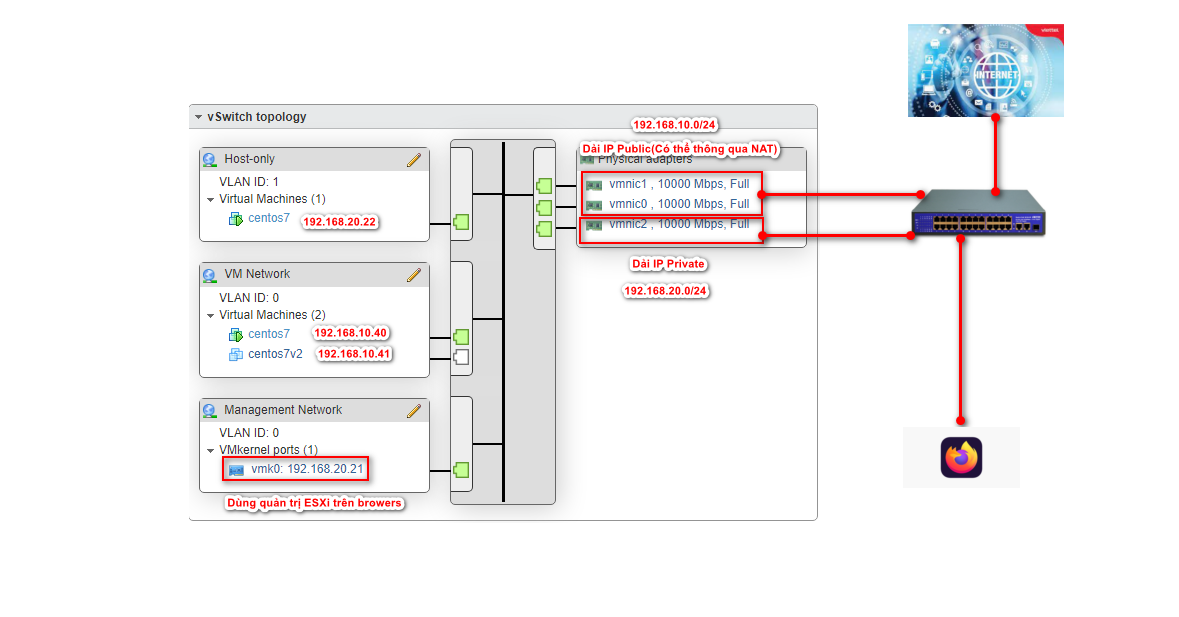 viettel
INTERNET
vSwitch topology
192.168.10.0/24
Dải IP Public(Có thể thông qua NAT)
Physical adapters
Host-only
VLAN ID: 1
Virtual Machines (1)
centos7
192.168.20.22
vmnic1 , 10000 Mbps, Full
vmnic0 , 10000 Mbps, Full
vmnic2 , 10000 Mbps, Full
Dải IP Private
192.168.20.0/24
VM Network
VLAN ID: 0
Virtual Machines (2)
centos7
192.168.10.40
centos7v2
192.168.10.41
Management Network
VLAN ID: 0
VMkernel ports (1)
vmk0: 192.168.20.21
Dùng quản trị ESXi trên browers